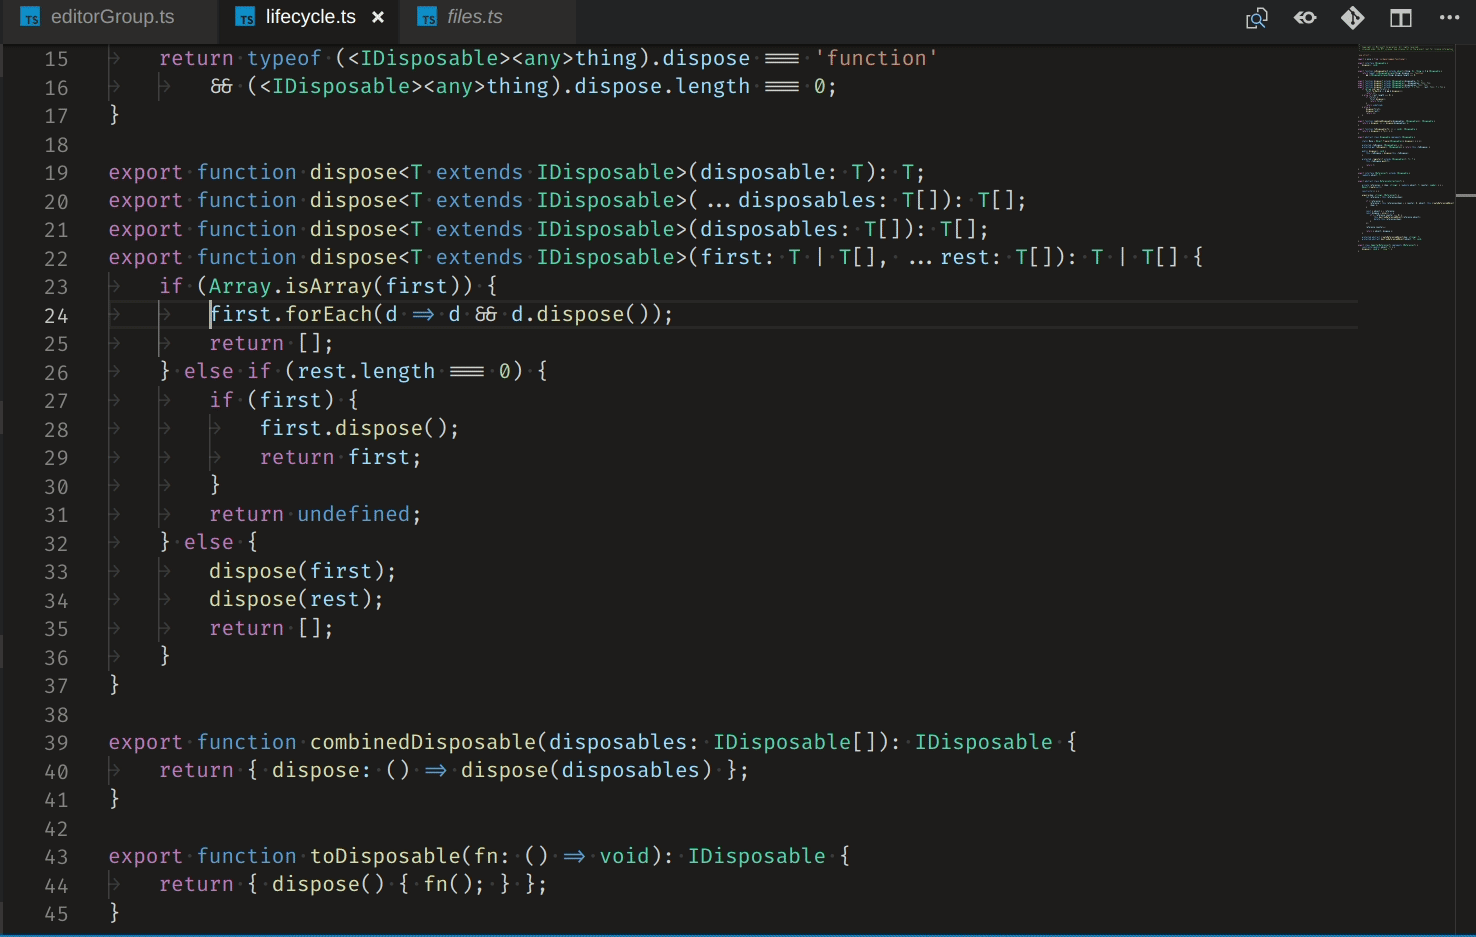 TS editorGroup.ts TS lifecycle.ts × TS files.ts
15 return typeof (<IDisposable><any>thing).dispose === 'function'
16 && (<IDisposable><any>thing).dispose.length === 0;
17 }
18
19 export function dispose<T extends IDisposable>(disposable: T): T;
20 export function dispose<T extends IDisposable>(...disposables: T[]): T[];
21 export function dispose<T extends IDisposable>(disposables: T[]): T[];
22 export function dispose<T extends IDisposable>(first: T | T[], ...rest: T[]): T | T[] {
23 if (Array.isArray(first)) {
24 first.forEach(d => d && d.dispose());
25 return [];
26 } else if (rest.length === 0) {
27 if (first) {
28 first.dispose();
29 return first;
30 }
31 return undefined;
32 } else {
33 dispose(first);
34 dispose(rest);
35 return [];
36 }
37 }
38
39 export function combinedDisposable(disposables: IDisposable[]): IDisposable {
40 return { dispose: () => dispose(disposables) };
41 }
42
43 export function toDisposable(fn: () => void): IDisposable {
44 return { dispose() { fn(); } };
45 }